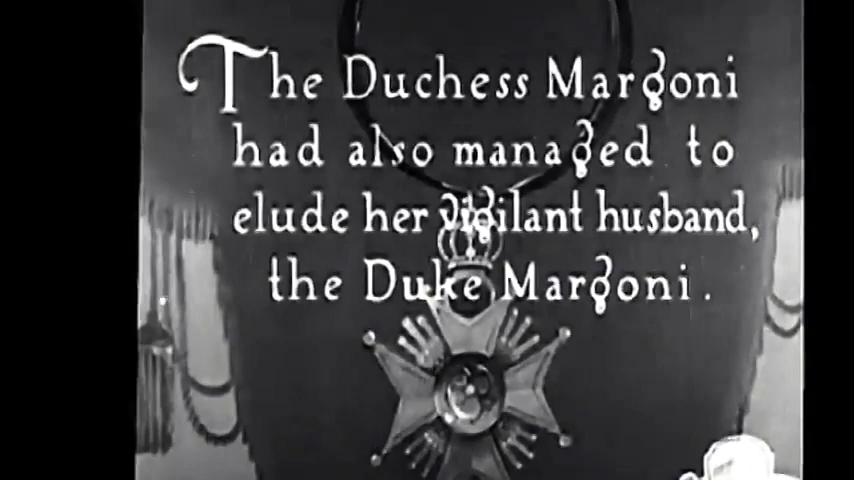 The Duchess Margoni
had also managed to
elude her vigilant husband,
the Duke Margoni.